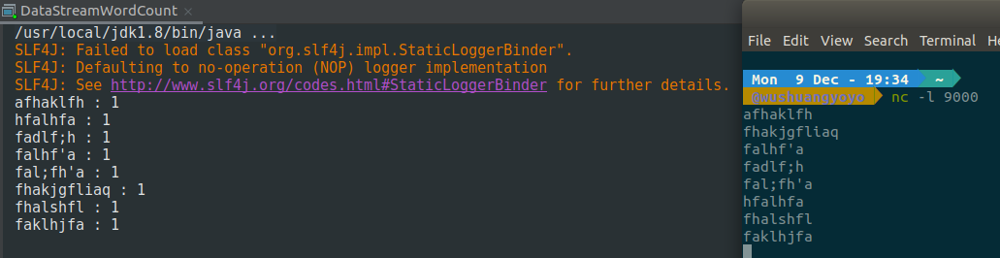 DataStreamWordCount
/usr/local/jdk1.8/bin/java ...
SLF4J: Failed to load class "org.slf4j.impl.StaticLoggerBinder".
SLF4J: Defaulting to no-operation (NOP) logger implementation
SLF4J: See http://www.slf4j.org/codes.html#StaticLoggerBinder for further details.
afhaklfh : 1
hfalhfa : 1
fadlf;h : 1
falhf'a : 1
fal;fh'a : 1
fhakjgfliaq : 1
fhalshfl : 1
faklhjfa : 1
File Edit View Search Terminal He
Mon 9 Dec - 19:34 ~
@wushuangyoyo nc -l 9000
afhaklfh
fhakjgfliaq
falhf'a
fadlf;h
fal;fh'a
hfalhfa
fhalshfl
faklhjfa